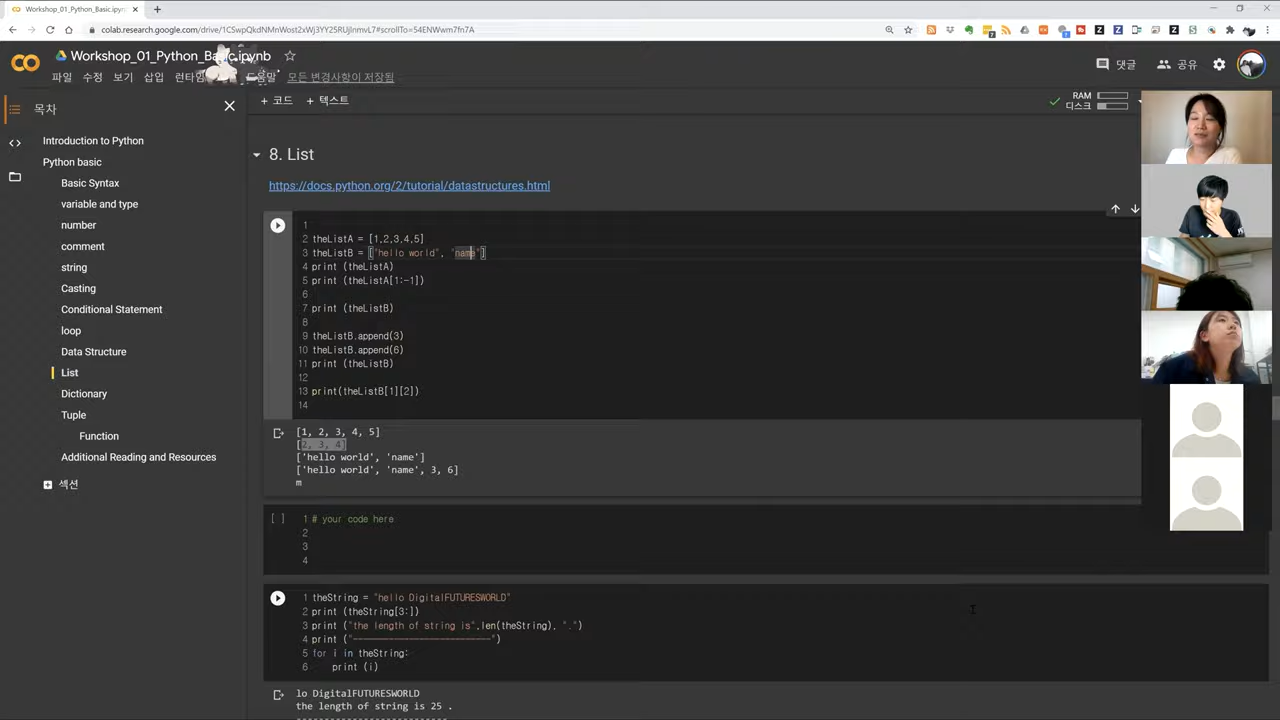 Workshop_01_Python_Basic.ipynb
colab.research.google.com/drive/1CSwpQkdNMnWost2xWj3YY25RUJlnmvL7#scrollTo=54ENWwm7fn7A
Workshop_01_Python_Basic.ipynb
파일 수정 보기 삽입 런타임 도움말 모든 변경사항이 저장됨
댓글 공유
목차
+ 코드 + 텍스트
RAM
디스크
Introduction to Python
Python basic
Basic Syntax
variable and type
number
comment
string
Casting
Conditional Statement
loop
Data Structure
List
Dictionary
Tuple
Function
Additional Reading and Resources
섹션
8. List
https://docs.python.org/2/tutorial/datastructures.html
1
2 theListA = [1,2,3,4,5]
3 theListB = ["hello world", "name"]
4 print (theListA)
5 print (theListA[1:-1])
6
7 print (theListB)
8
9 theListB.append(3)
10 theListB.append(6)
11 print (theListB)
12
13 print(theListB[1][2])
14
[1, 2, 3, 4, 5]
[2, 3, 4]
['hello world', 'name']
['hello world', 'name', 3, 6]
m
[ ] 1 # your code here
2
3
4
1 theString = "hello DigitalFUTURESWORLD"
2 print (theString[3:])
3 print ("the length of string is",len(theString), ".")
4 print ("--------------------------")
5 for i in theString:
6 print (i)
lo DigitalFUTURESWORLD
the length of string is 25 .
--------------------------